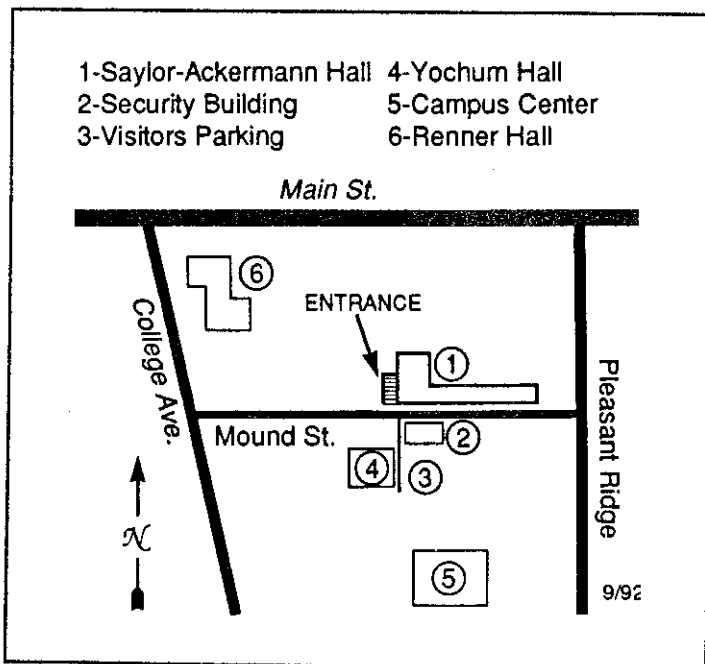 1-Saylor-Ackermann Hall 4-Yochum Hall
2-Security Building 5-Campus Center
3-Visitors Parking 6-Renner Hall
Main St.
6
ENTRANCE
College Ave.
1
Pleasant Ridge
Mound St.
2
4
3
N
5
9/92